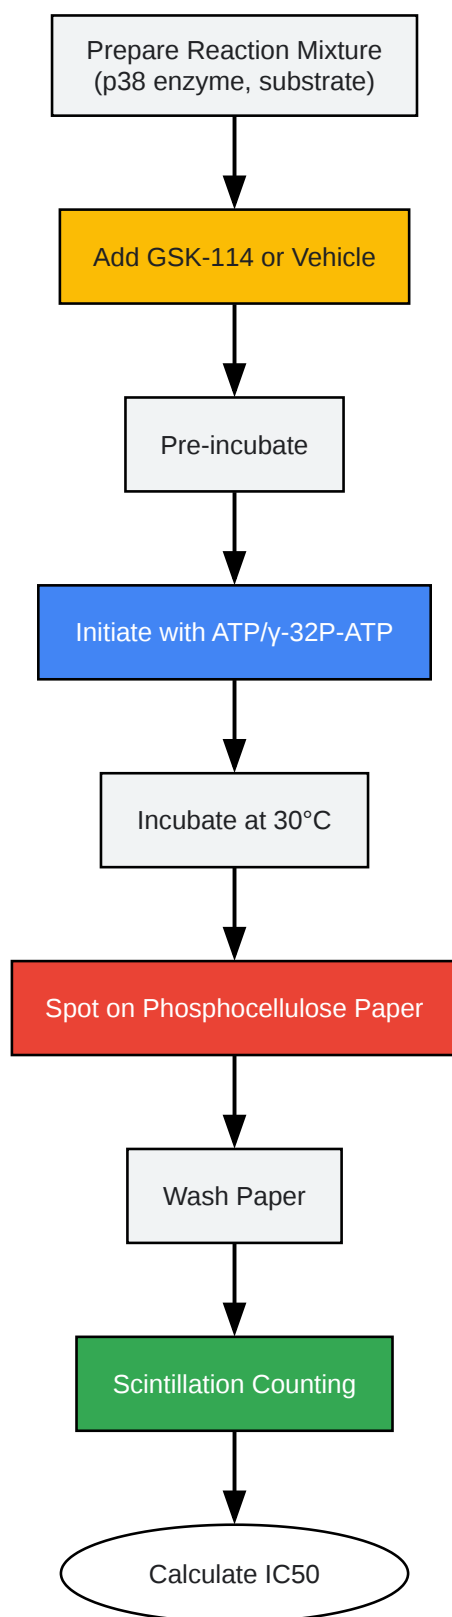 Prepare Reaction Mixture
(p38 enzyme, substrate)
Add GSK-114 or Vehicle
Pre-incubate
Initiate with ATP/γ-32P-ATP
Incubate at 30°C
Spot on Phosphocellulose Paper
Wash Paper
Scintillation Counting
Calculate IC50